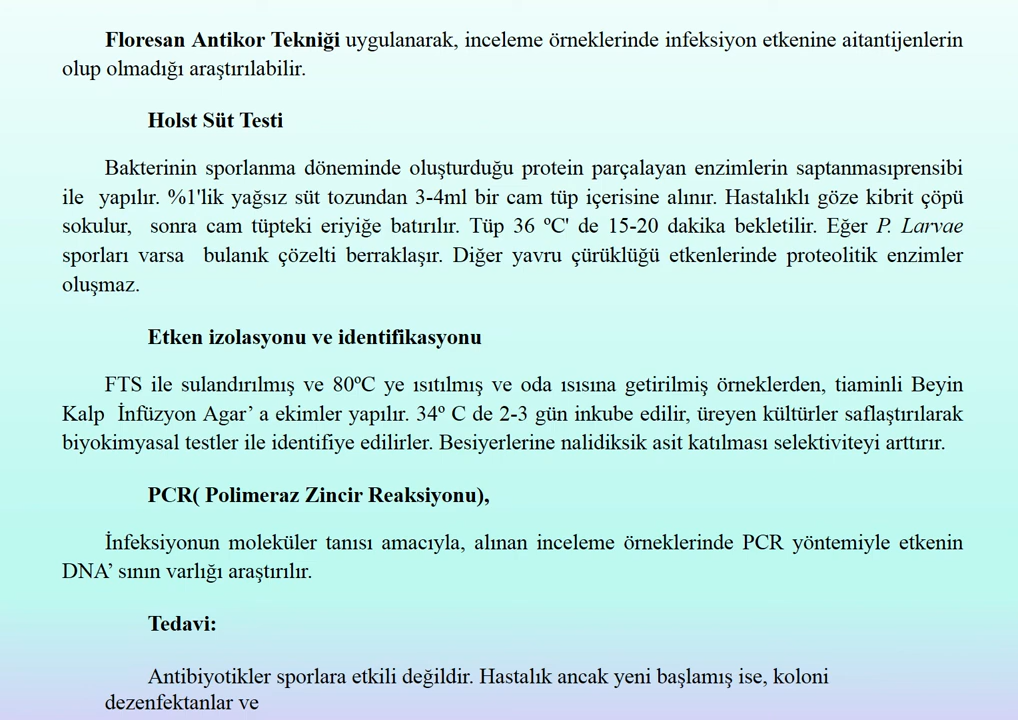 Floresan Antikor Tekniği uygulanarak, inceleme örneklerinde infeksiyon etkenine aitantijenlerin
olup olmadığı araştırılabilir.
Holst Süt Testi
Bakterinin sporlanma döneminde oluşturduğu protein parçalayan enzimlerin saptanmasıprensibi
ile yapılır. %1'lik yağsız süt tozundan 3-4ml bir cam tüp içerisine alınır. Hastalıklı göze kibrit çöpü
sokulur, sonra cam tüpteki eriyiğe batırılır. Tüp 36 ºC' de 15-20 dakika bekletilir. Eğer P. Larvae
sporları varsa bulanık çözelti berraklaşır. Diğer yavru çürüklüğü etkenlerinde proteolitik enzimler
oluşmaz.
Etken izolasyonu ve identifikasyonu
FTS ile sulandırılmış ve 80ºC ye ısıtılmış ve oda ısısına getirilmiş örneklerden, tiaminli Beyin
Kalp İnfüzyon Agar’ a ekimler yapılır. 34º C de 2-3 gün inkube edilir, üreyen kültürler saflaştırılarak
biyokimyasal testler ile identifiye edilirler. Besiyerlerine nalidiksik asit katılması selektiviteyi arttırır.
PCR( Polimeraz Zincir Reaksiyonu),
İnfeksiyonun moleküler tanısı amacıyla, alınan inceleme örneklerinde PCR yöntemiyle etkenin
DNA’ sının varlığı araştırılır.
Tedavi:
Antibiyotikler sporlara etkili değildir. Hastalık ancak yeni başlamış ise, koloni
dezenfektanlar ve